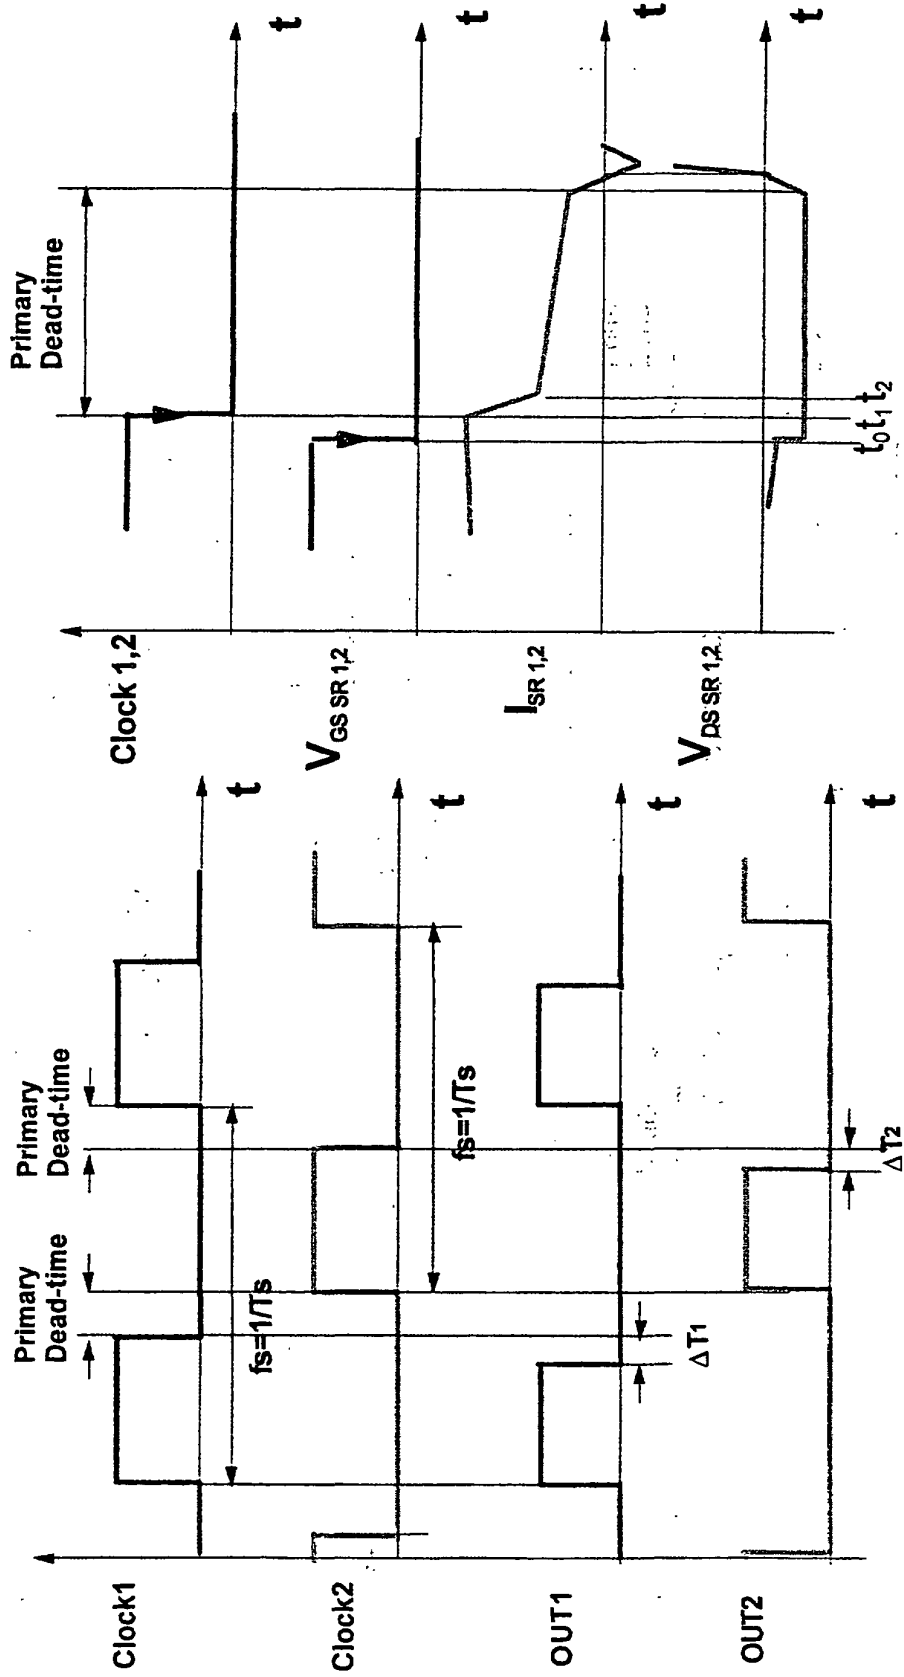 Primary
Dead-time
Primary
Dead-time
Clock1
t
fs=1/Ts
Clock2
t
fs=1/Ts
OUT1
t
ΔT1
OUT2
t
ΔT2
Primary
Dead-time
Clock 1,2
t
VGS SR 1,2
t
ISR 1,2
t
VDS SR 1,2
t
t0 t1 t2